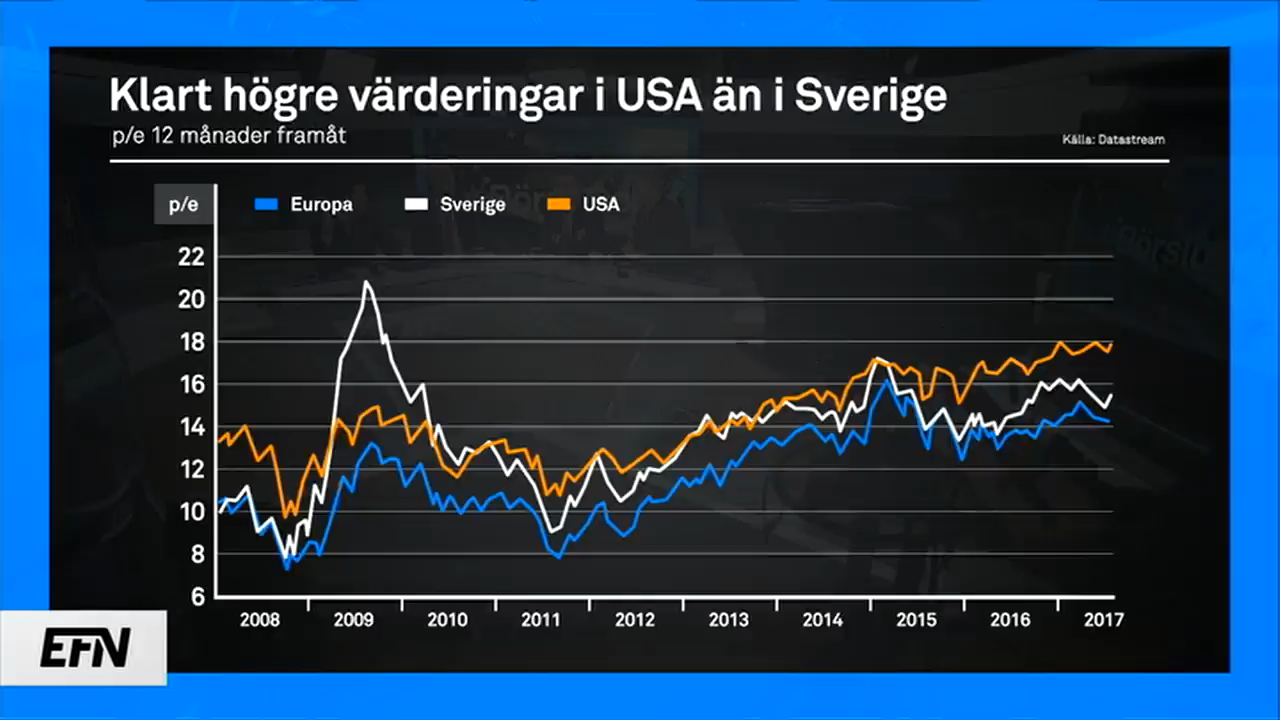 Klart högre värderingar i USA än i Sverige
p/e 12 månader framåt
Källa: Datastream
p/e
Europa
Sverige
USA
22
20
18
16
14
12
10
8
6
2008
2009
2010
2011
2012
2013
2014
2015
2016
2017
EFN